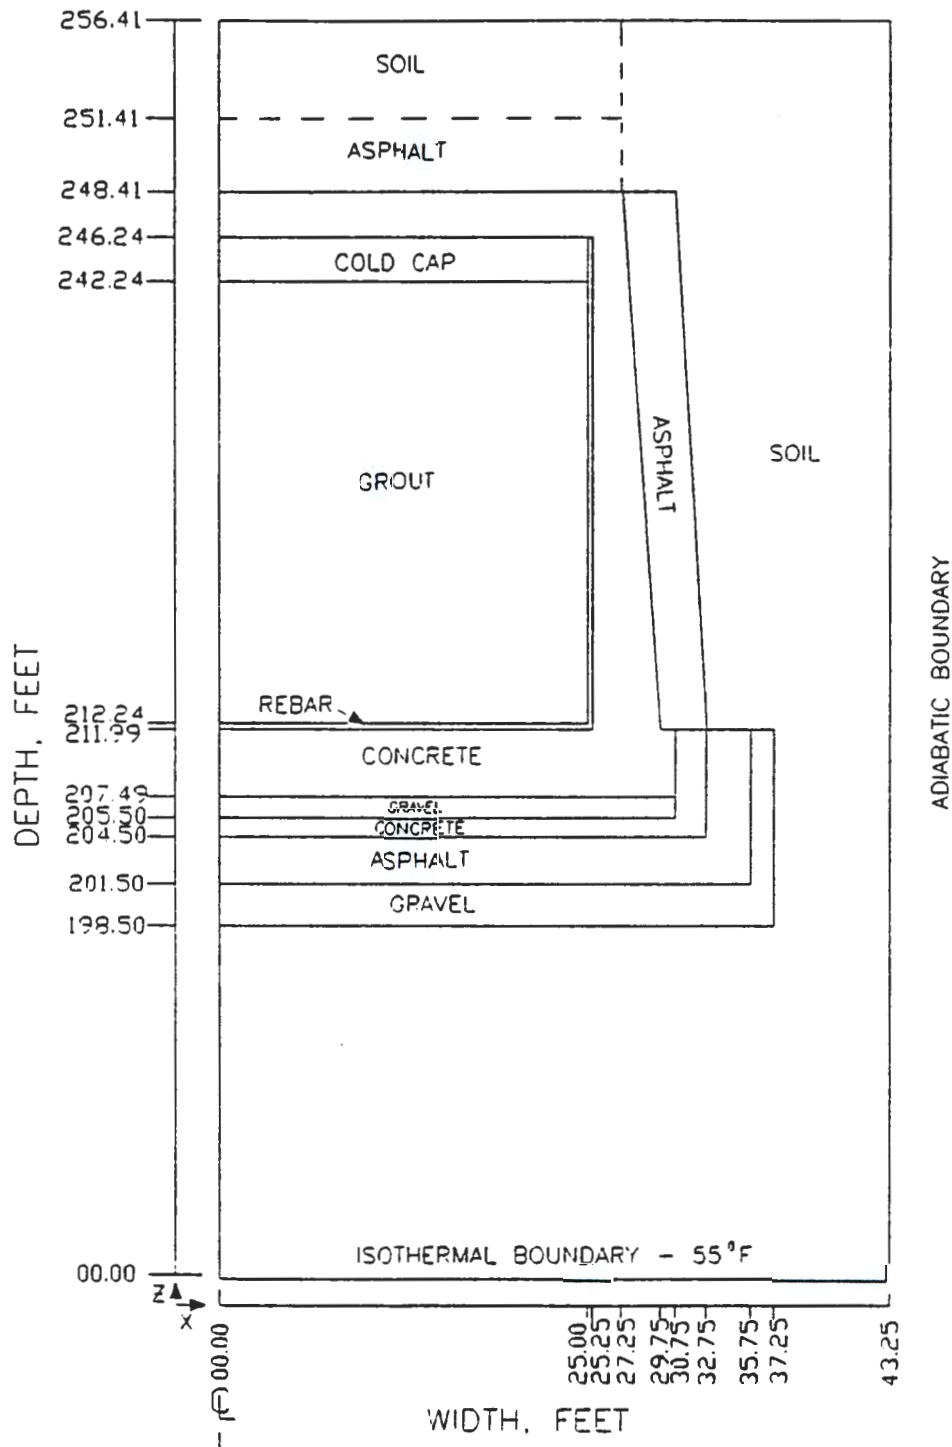 256.41
SOIL
251.41
ASPHALT
248.41
246.24
COLD CAP
242.24
GROUT
ASPHALT
SOIL
ADIABATIC BOUNDARY
DEPTH, FEET
REBAR
212.24
211.99
CONCRETE
207.49
GRAVEL
205.50
CONCRETE
204.50
ASPHALT
201.50
GRAVEL
198.50
ISOTHERMAL BOUNDARY - 55°F
00.00
Z
X
00.00
25.00
25.25
27.25
29.75
30.75
32.75
35.75
37.25
43.25
℄
WIDTH, FEET